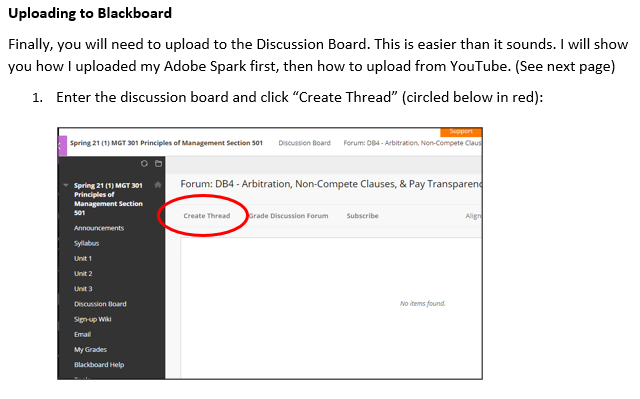 Uploading to Blackboard
Finally, you will need to upload to the Discussion Board. This is easier than it sounds. I will show
you how I uploaded my Adobe Spark first, then how to upload from YouTube. (See next page)
1. Enter the discussion board and click “Create Thread” (circled below in red):
Support
Spring 21 (1) MGT 301 Principles of Management Section 501 Discussion Board Forum: DB4 - Arbitration, Non-Compete Claus
Spring 21 (1) MGT 301
Principles of
Management Section
501
Forum: DB4 - Arbitration, Non-Compete Clauses, & Pay Transparenc
Create Thread Grade Discussion Forum Subscribe Align
Announcements
Syllabus
Unit 1
Unit 2
Unit 3
Discussion Board
No items found.
Sign-up Wiki
Email
My Grades
Blackboard Help